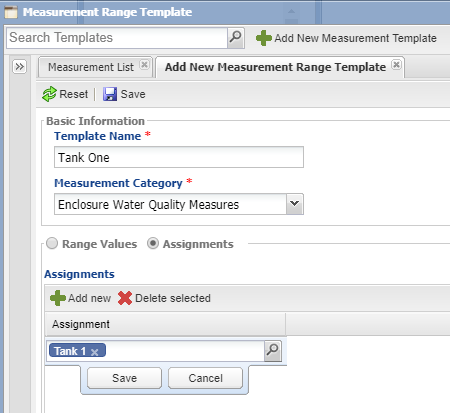 Measurement Range Template
Search Templates Add New Measurement Template
Measurement List Add New Measurement Range Template
Reset Save
Basic Information
Template Name *
Tank One
Measurement Category *
Enclosure Water Quality Measures
Range Values Assignments
Assignments
Add new Delete selected
Assignment
Tank 1
Save Cancel